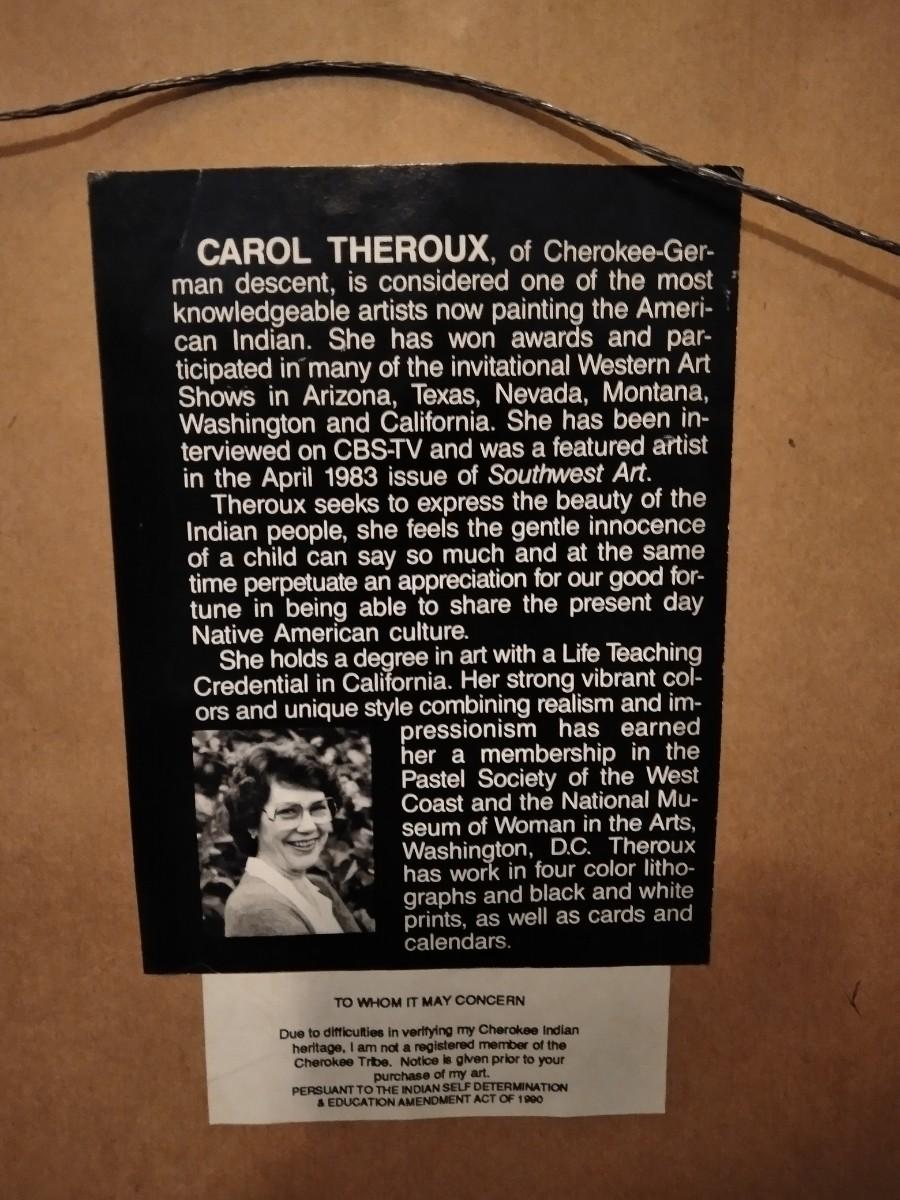 CAROL THEROUX, of Cherokee-Ger-
man descent, is considered one of the most
knowledgeable artists now painting the Ameri-
can Indian. She has won awards and par-
ticipated in many of the invitational Western Art
Shows in Arizona, Texas, Nevada, Montana,
Washington and California. She has been in-
terviewed on CBS-TV and was a featured artist
in the April 1983 issue of Southwest Art.
Theroux seeks to express the beauty of the
Indian people, she feels the gentle innocence
of a child can say so much and at the same
time perpetuate an appreciation for our good for-
tune in being able to share the present day
Native American culture.
She holds a degree in art with a Life Teaching
Credential in California. Her strong vibrant col-
ors and unique style combining realism and im-
pressionism has earned
her a membership in the
Pastel Society of the West
Coast and the National Mu-
seum of Woman in the Arts,
Washington, D.C. Theroux
has work in four color litho-
graphs and black and white
prints, as well as cards and
calendars.
TO WHOM IT MAY CONCERN
Due to difficulties in verifying my Cherokee Indian
heritage, I am not a registered member of the
Cherokee Tribe. Notice is given prior to your
purchase of my art.
PERSUANT TO THE INDIAN SELF DETERMINATION
& EDUCATION AMENDMENT ACT OF 1990